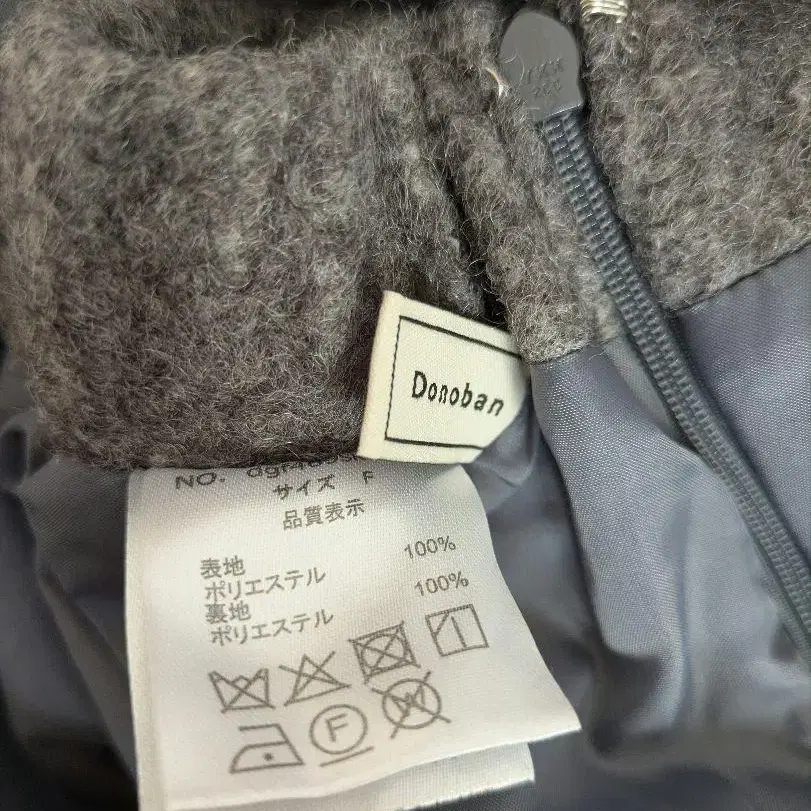 Donoban
NO.
サイズ F
品質表示
表地
ポリエステル 100%
裏地
ポリエステル 100%
F